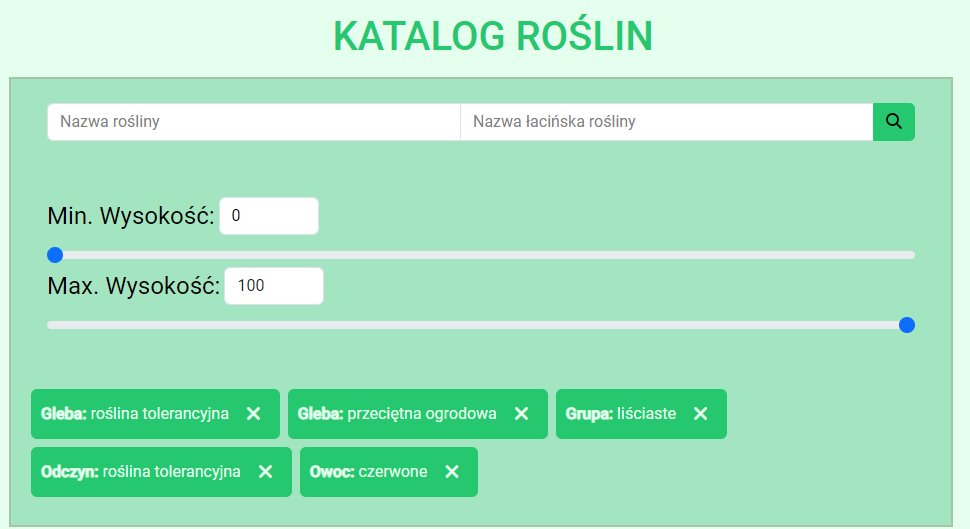 KATALOG ROŚLIN
Nazwa rośliny Nazwa łacińska rośliny
Min. Wysokość: 0
Max. Wysokość: 100
Gleba: roślina tolerancyjna Gleba: przeciętna ogrodowa Grupa: liściaste
Odczyn: roślina tolerancyjna Owoc: czerwone